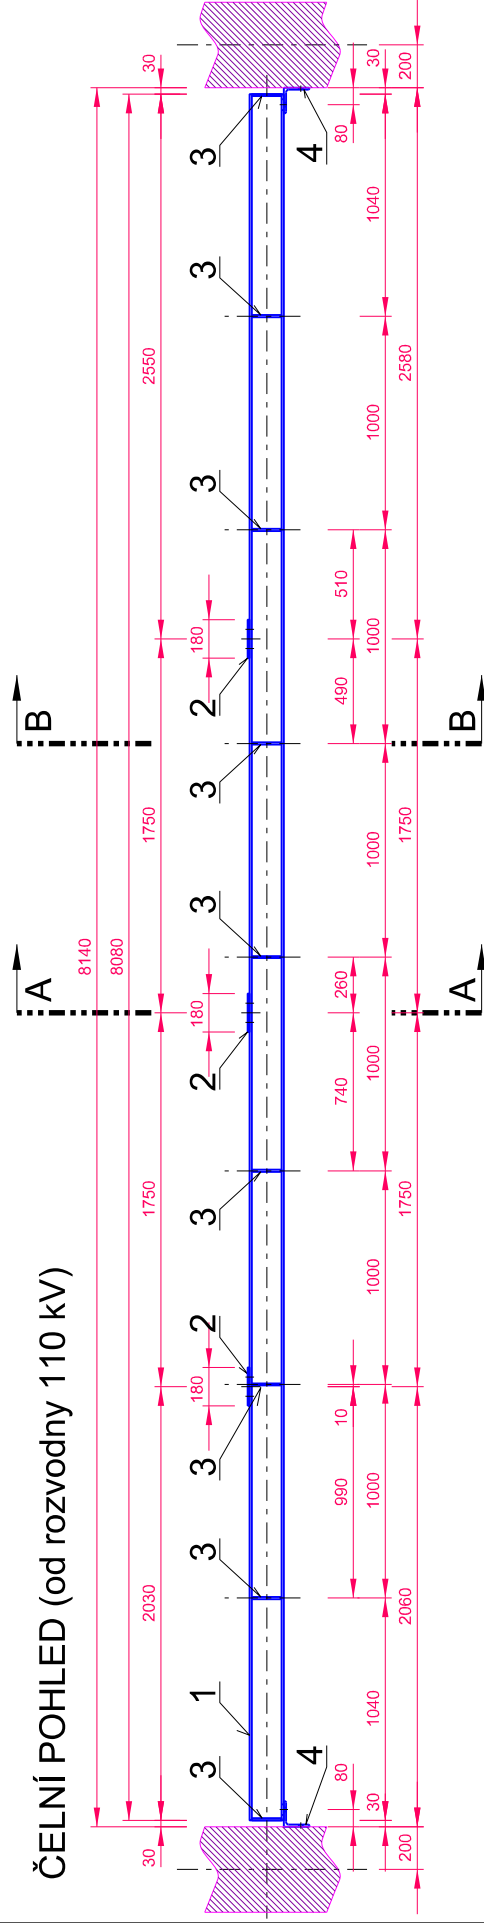 ČELNÍ POHLED (od rozvodny 110 kV)
A B
8140
8080
30 2030 1750 1750 2550 30
180 180 180
3 1 3 3 2 3 2 3 3 2 3 3 3
4 4
80 990 10 740 260 490 510 80
30 1040 1000 1000 1000 1000 1000 1000 1040 30
200 2060 1750 1750 2580 200
A B